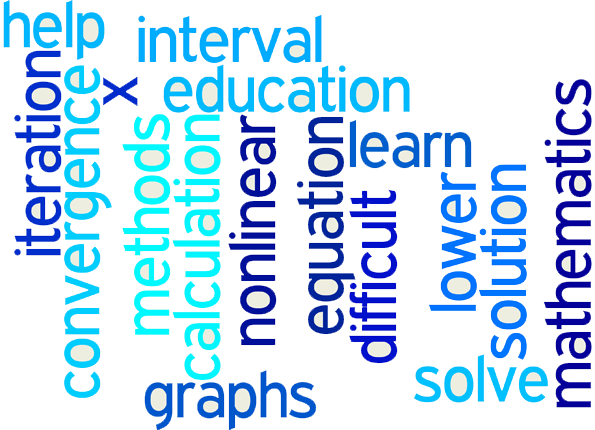 help
interval
education
iteration
convergence
x
methods
calculation
nonlinear
equation
learn
difficult
lower
solution
mathematics
graphs
solve